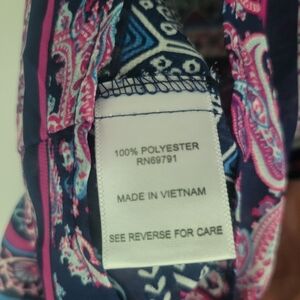 100% POLYESTER
RN69791
MADE IN VIETNAM
SEE REVERSE FOR CARE